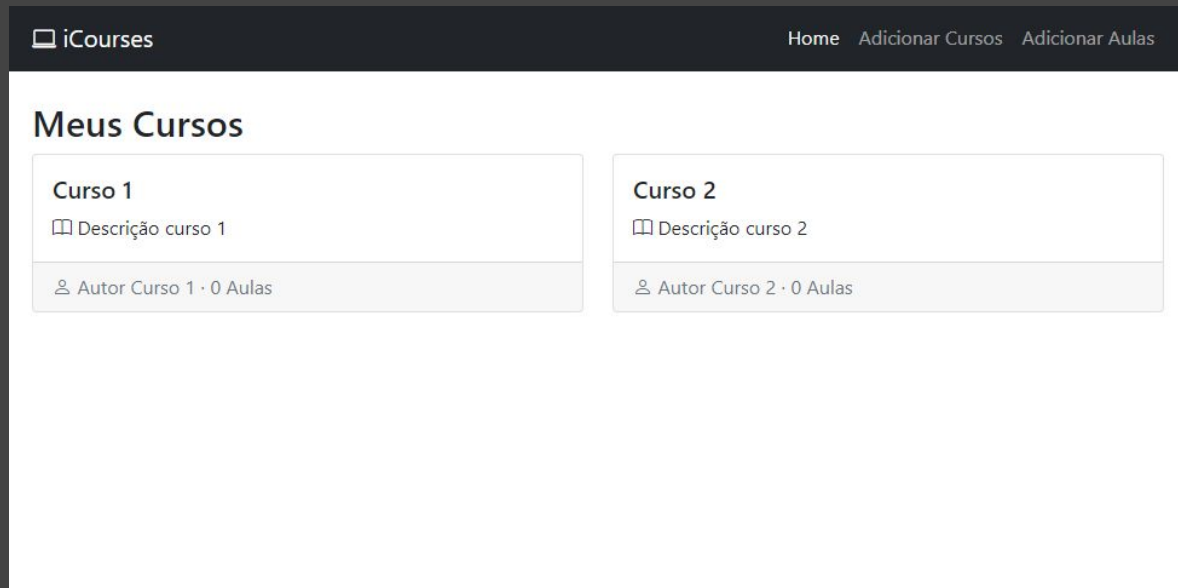 iCourses
Home Adicionar Cursos Adicionar Aulas
Meus Cursos
Curso 1
Descrição curso 1
Autor Curso 1 · 0 Aulas
Curso 2
Descrição curso 2
Autor Curso 2 · 0 Aulas